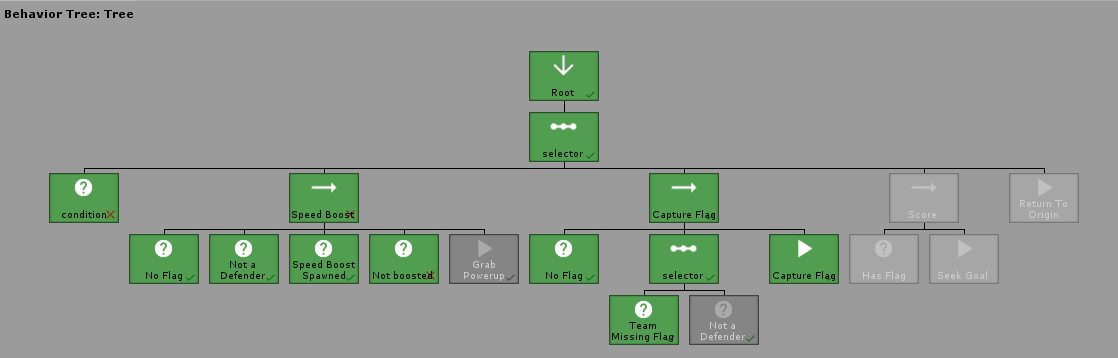 Behavior Tree: Tree
Root
selector
condition
Speed Boost
Capture Flag
Score
Return To
Origin
No Flag
Not a
Defender
Speed Boost
Spawned
Not boosted
Grab
Powerup
No Flag
selector
Capture Flag
Has Flag
Seek Goal
Team
Missing Flag
Not a
Defender